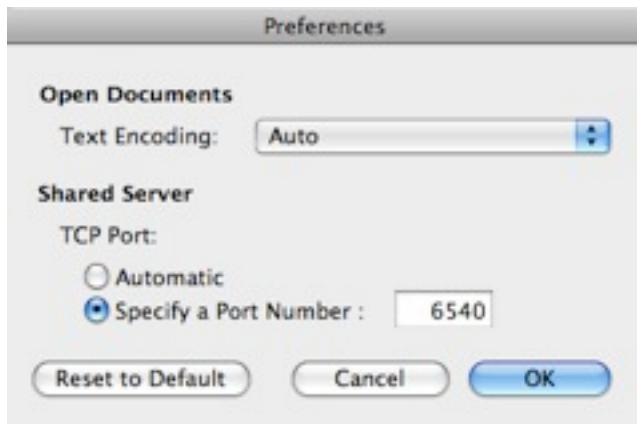 Preferences
Open Documents
Text Encoding: Auto
Shared Server
TCP Port:
Automatic
Specify a Port Number : 6540
Reset to Default Cancel OK